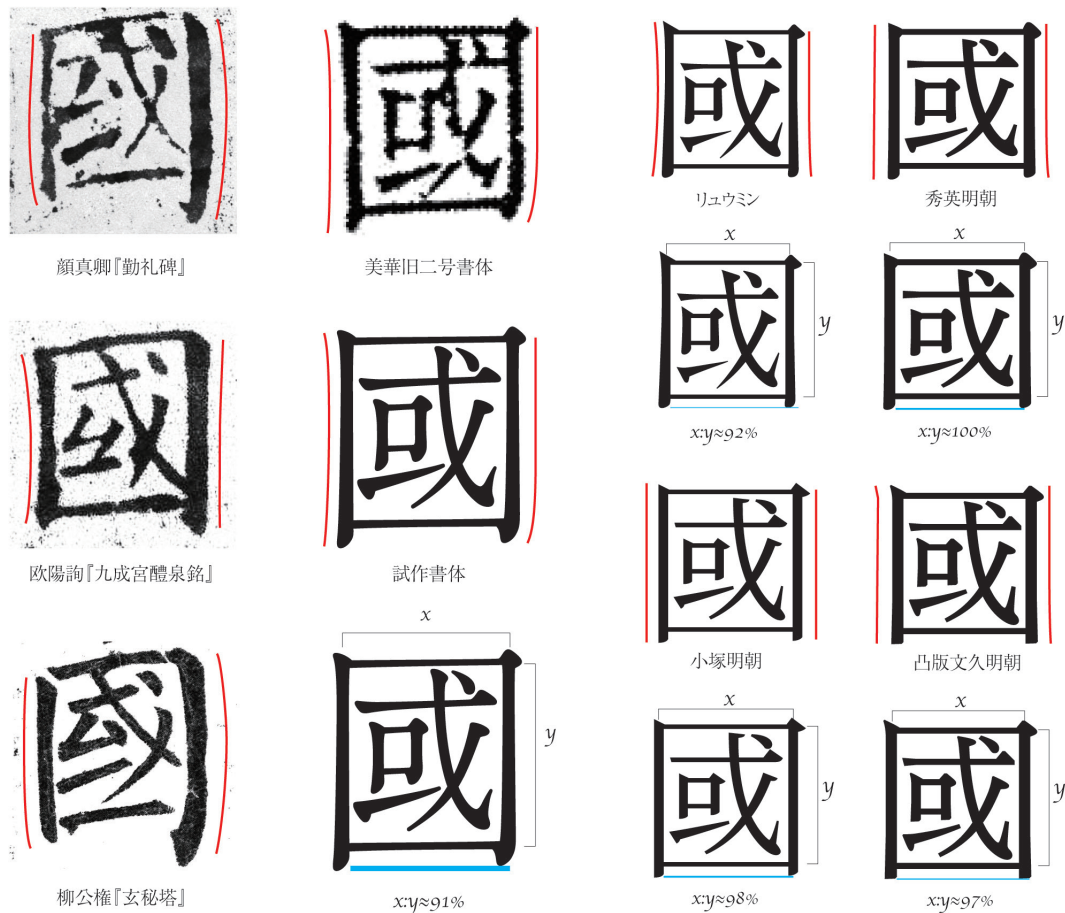 國
國
國
國
顔真卿『勤礼碑』
美華旧二号書体
リュウミン
秀英明朝
x
x
國
y
國
y
國
國
x:y≈92%
x:y≈100%
欧陽詢『九成宮醴泉銘』
試作書体
國
國
x
小塚明朝
凸版文久明朝
國
國
y
x
x
國
y
國
y
柳公権『玄秘塔』
x:y≈91%
x:y≈98%
x:y≈97%